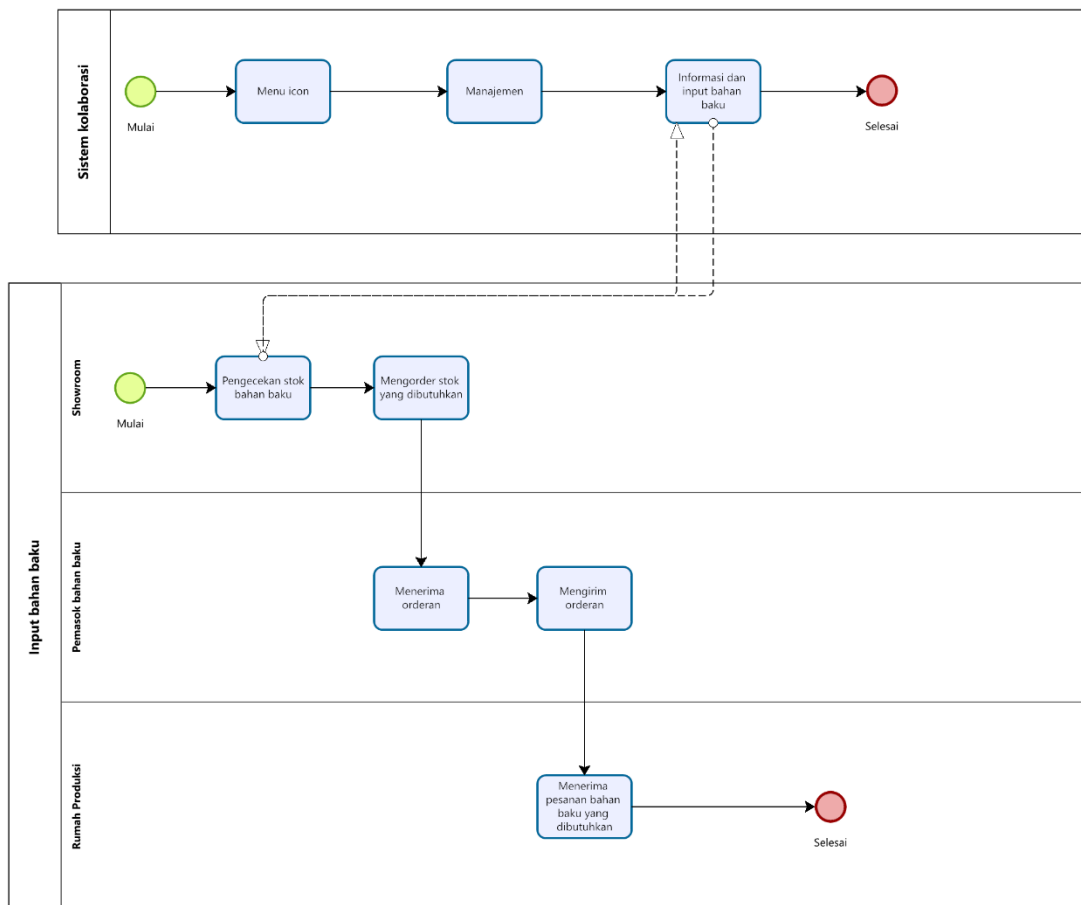 Sistem kolaborasi
Mulai
Menu icon
Manajemen
Informasi dan
input bahan
baku
Selesai
Input bahan baku
Showroom
Mulai
Pengecekan stok
bahan baku
Mengorder stok
yang dibutuhkan
Pemasok bahan baku
Menerima
orderan
Mengirim
orderan
Rumah Produksi
Menerima
pesanan bahan
baku yang
dibutuhkan
Selesai